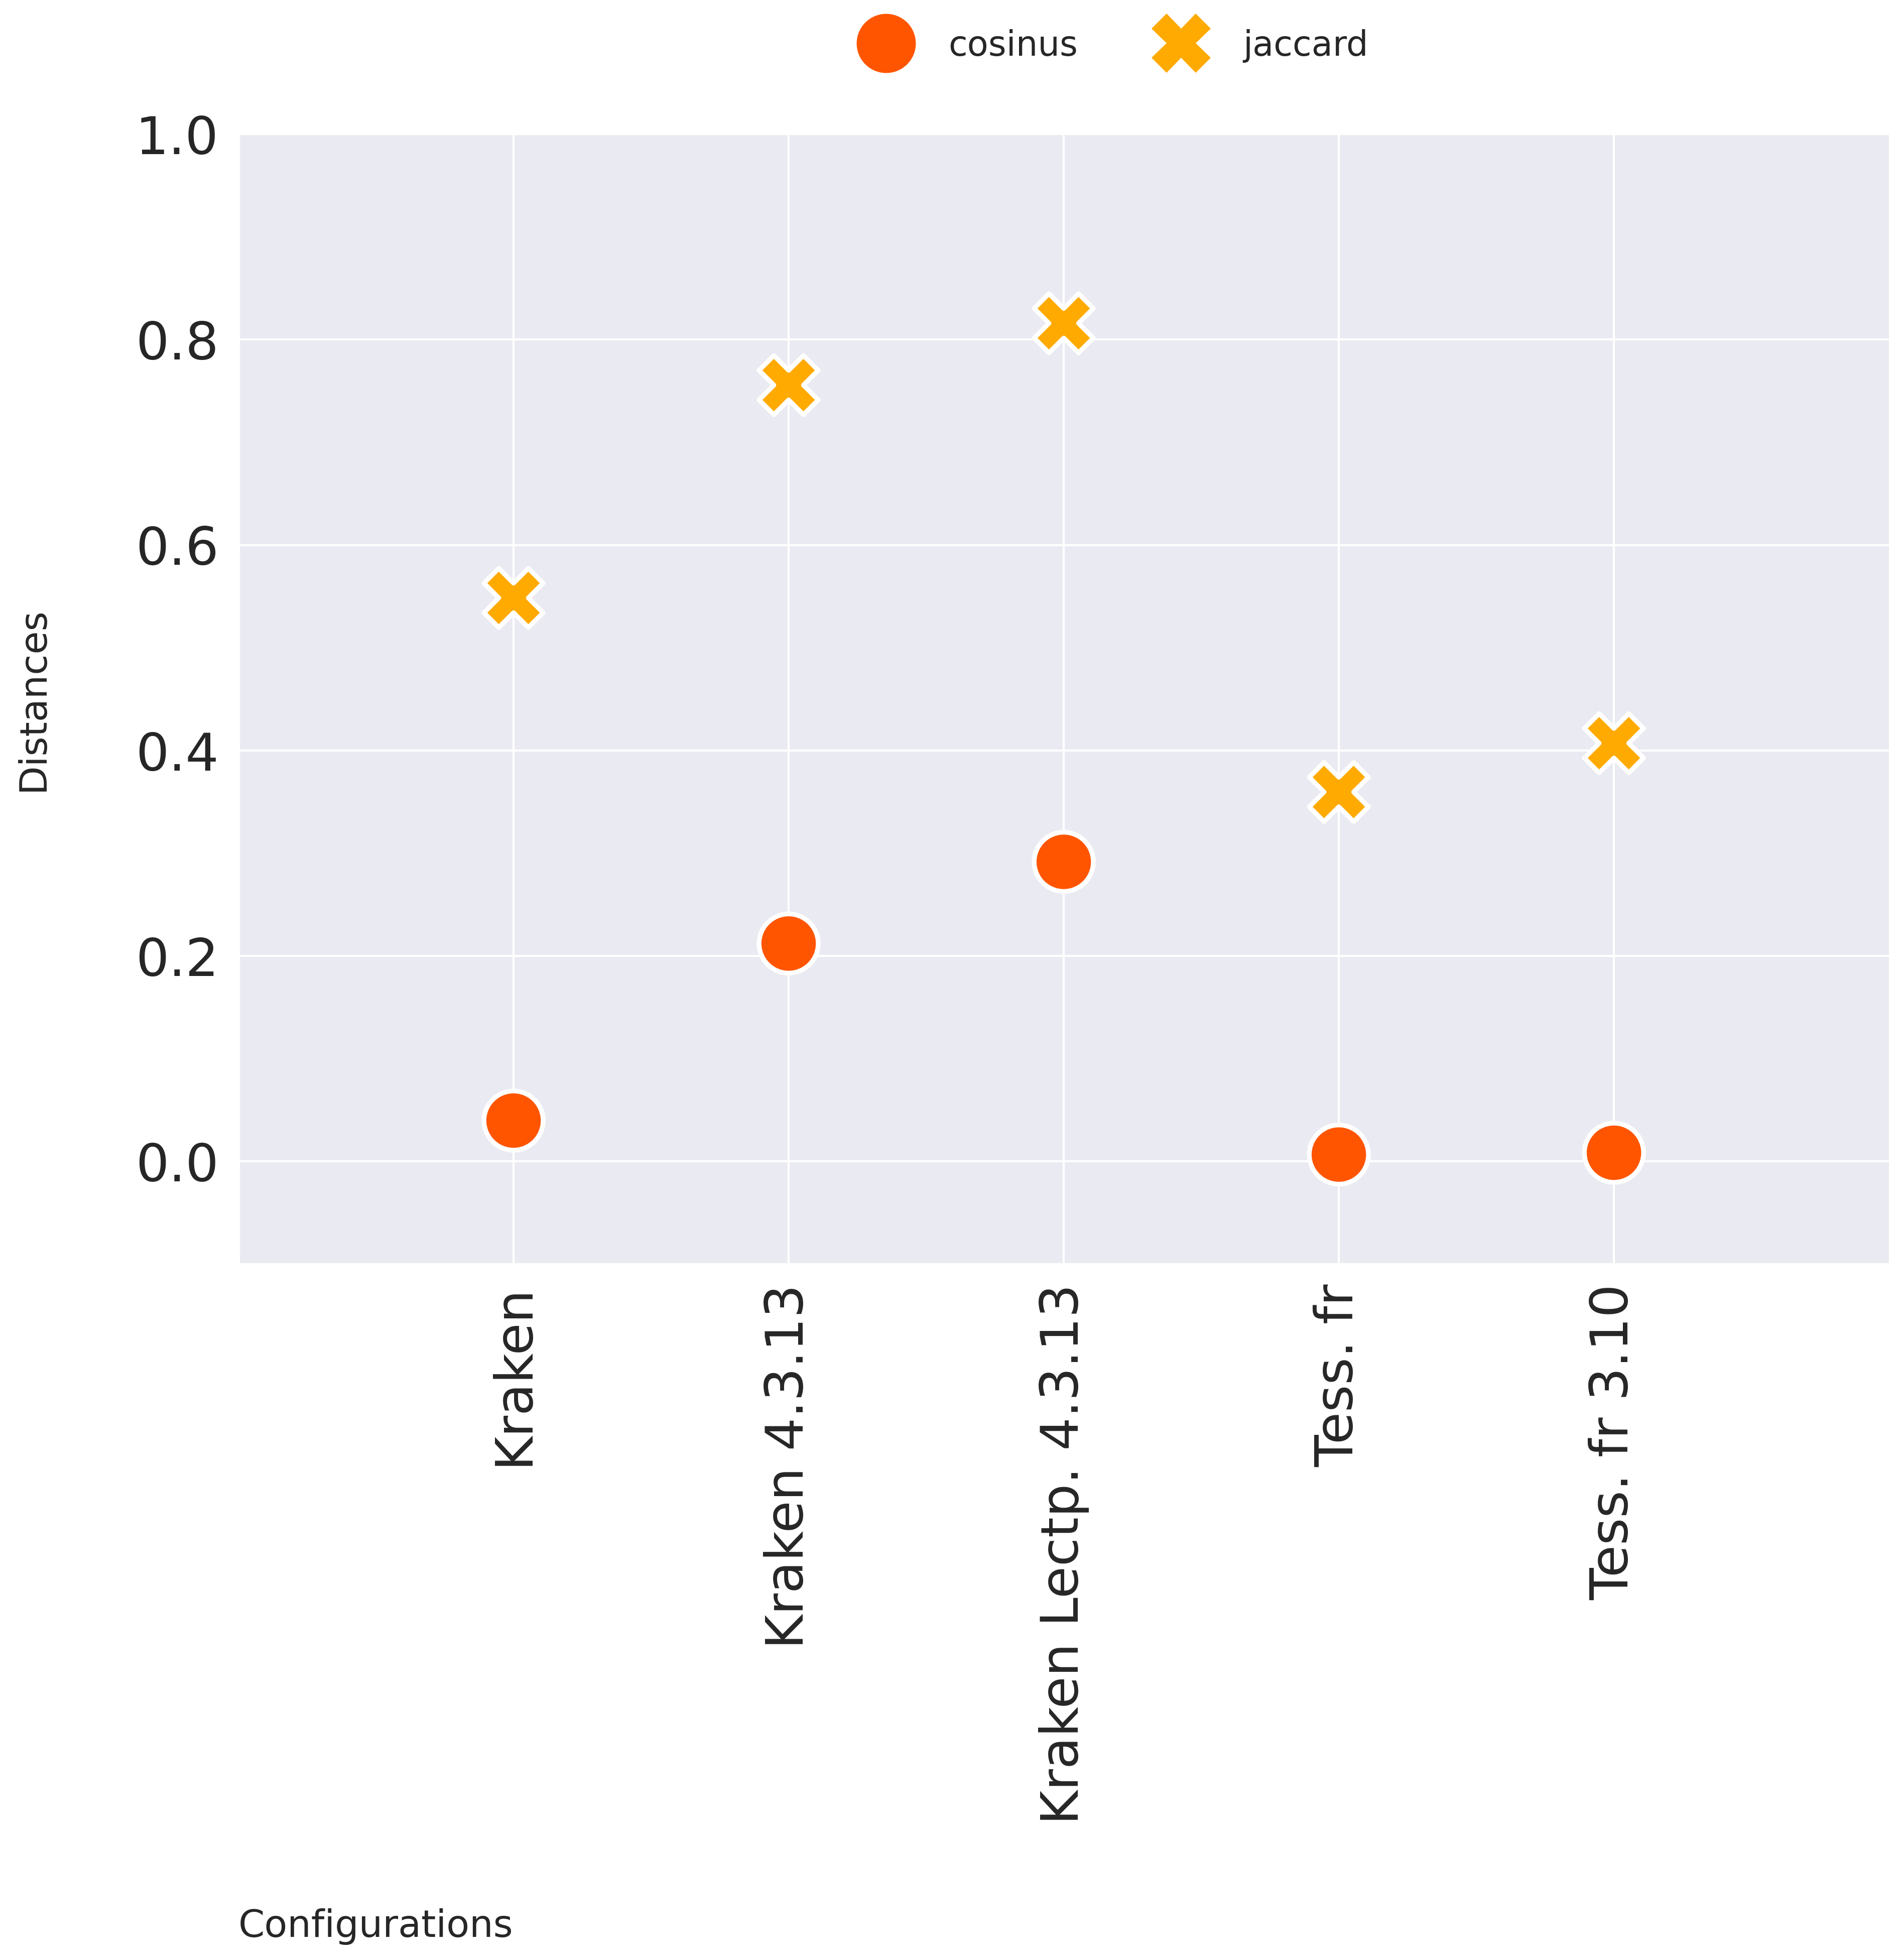 cosinus jaccard
1.0
0.8
0.6
0.4
0.2
0.0
Distances
Kraken
Kraken 4.3.13
Kraken Lectp. 4.3.13
Tess. fr
Tess. fr 3.10
Configurations